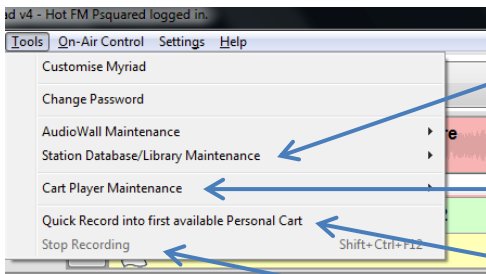 ad v4 - Hot FM Psquared logged in.
Tools On-Air Control Settings Help
Customise Myriad
Change Password
AudioWall Maintenance
Station Database/Library Maintenance
Cart Player Maintenance
Quick Record into first available Personal Cart
Stop Recording Shift+Ctrl+F12